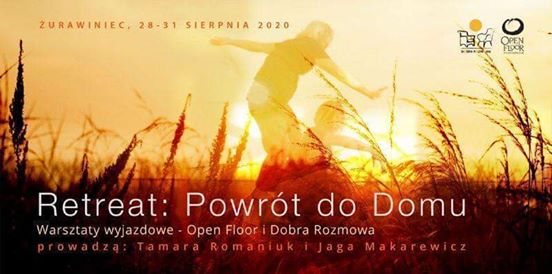 ŻURAWINIEC, 28-31 SIERPNIA 2020
OPEN
FLOOR
Retreat: Powrót do Domu
Warsztaty wyjazdowe - Open Floor i Dobra Rozmowa
prowadzą: Tamara Romaniuk i Jaga Makarewicz